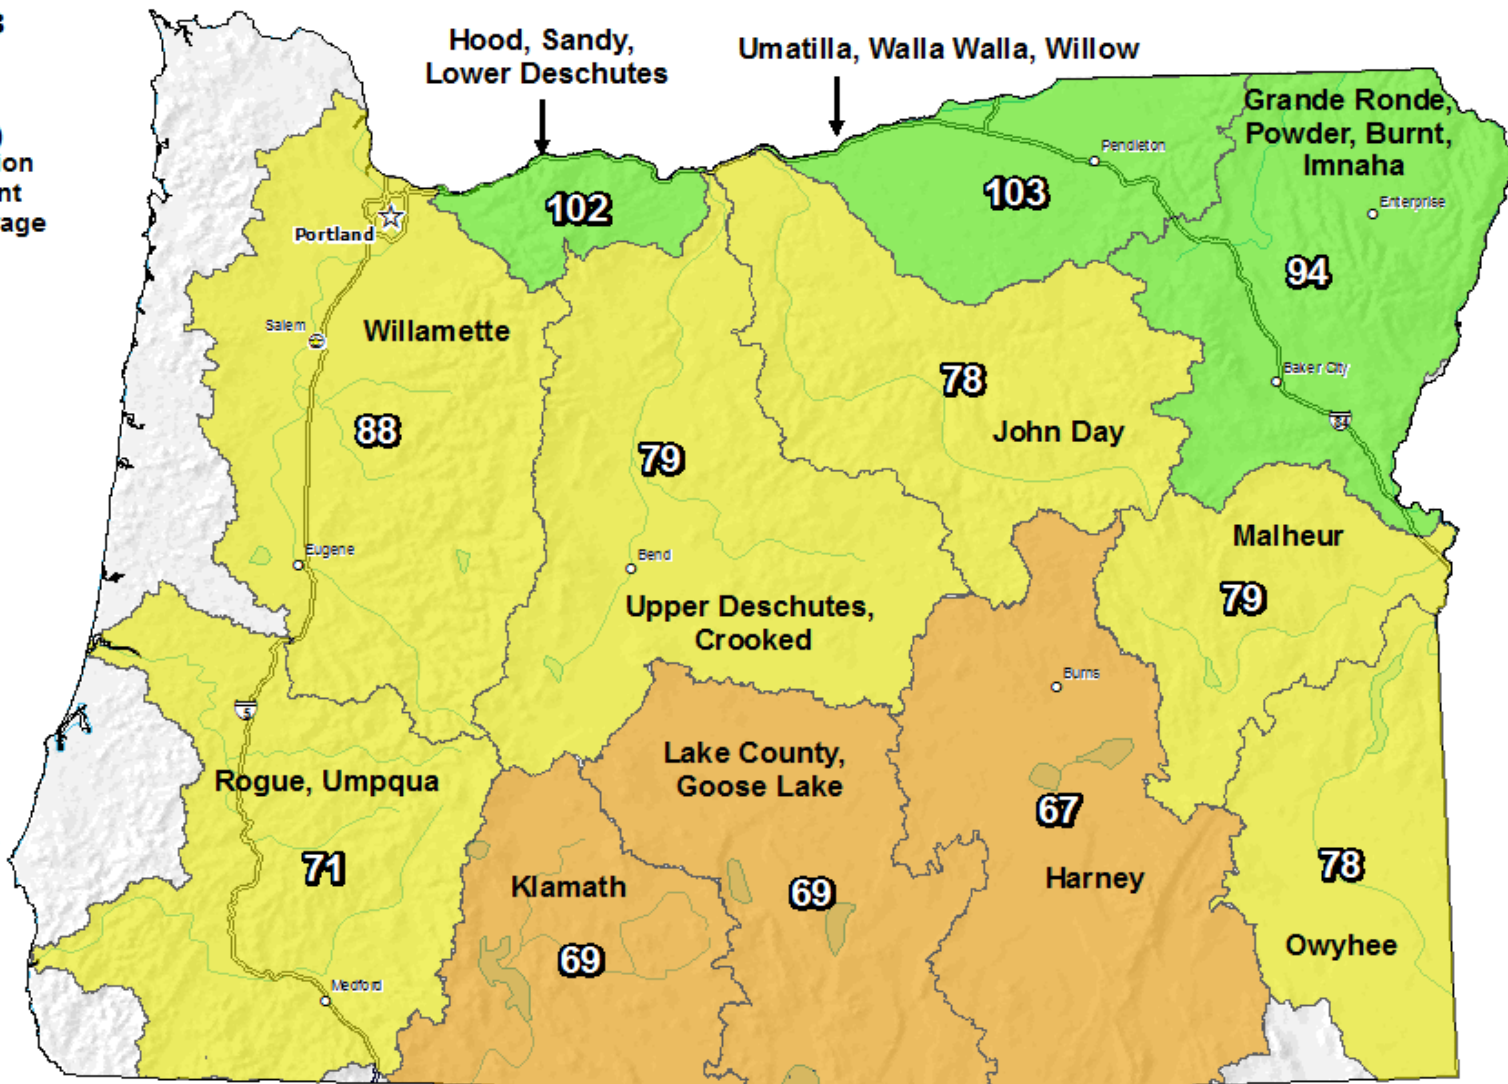 Hood, Sandy,
Lower Deschutes
Umatilla, Walla Walla, Willow
Grande Ronde,
Powder, Burnt,
Imnaha
Pendleton
Enterprise
102
103
94
Portland
Salem
Willamette
88
79
78
John Day
Baker City
84
Eugene
Bend
Upper Deschutes,
Crooked
Malheur
79
Burns
5
Rogue, Umpqua
71
Lake County,
Goose Lake
69
67
Harney
78
Owyhee
Klamath
69
Medford